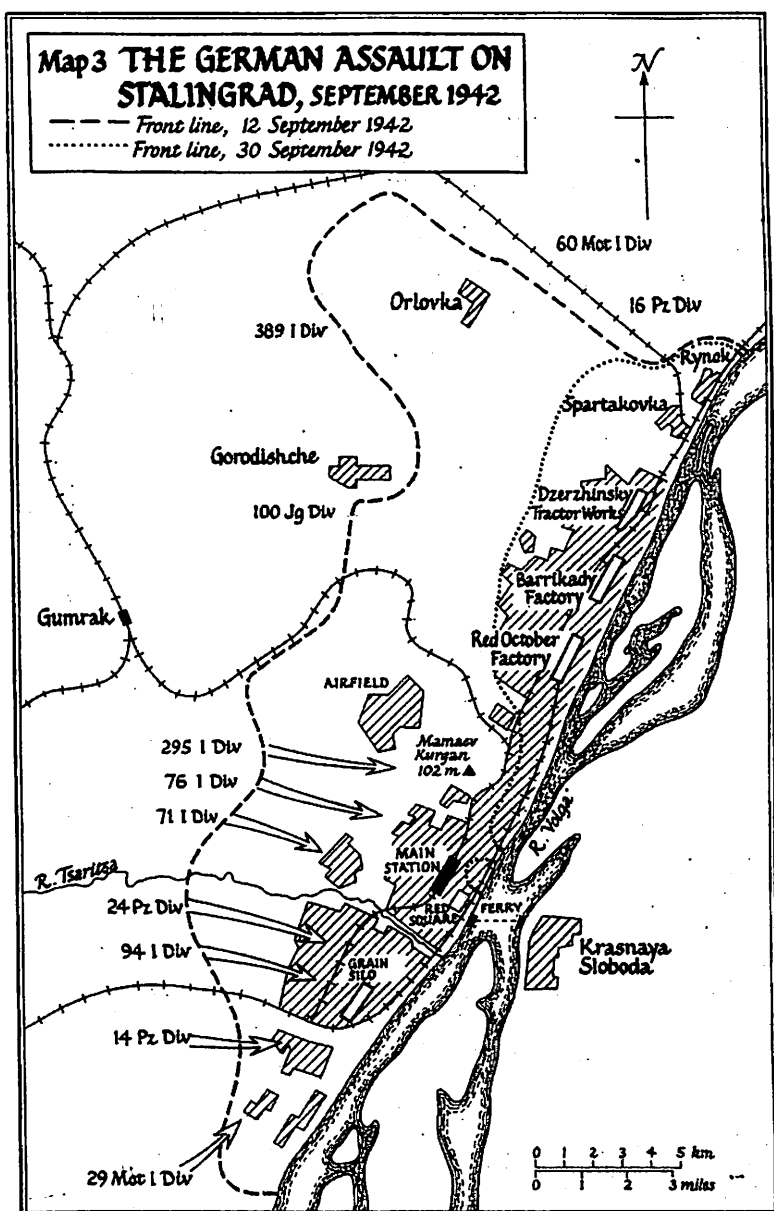 Map 3 THE GERMAN ASSAULT ON
STALINGRAD, SEPTEMBER 1942
Front line, 12 September 1942
Front line, 30 September 1942
N
60 Mot I Div
16 Pz Div
Orlovka
389 I Div
Rynok
Spartakovka
Gorodishche
Dzerzhinsky
Tractor Works
100 Jg Div
Barrikady
Factory
Gumrak
Red October
Factory
AIRFIELD
295 I Div
Mamaev
Kurgan
102 m
76 I Div
71 I Div
R. Volga
MAIN
STATION
R. Tsaritsa
24 Pz Div
RED
SQUARE
FERRY
94 I Div
GRAIN
SILO
Krasnaya
Sloboda
14 Pz Div
29 Mot I Div
0 1 2 3 4 5 km
0 1 2 3 miles